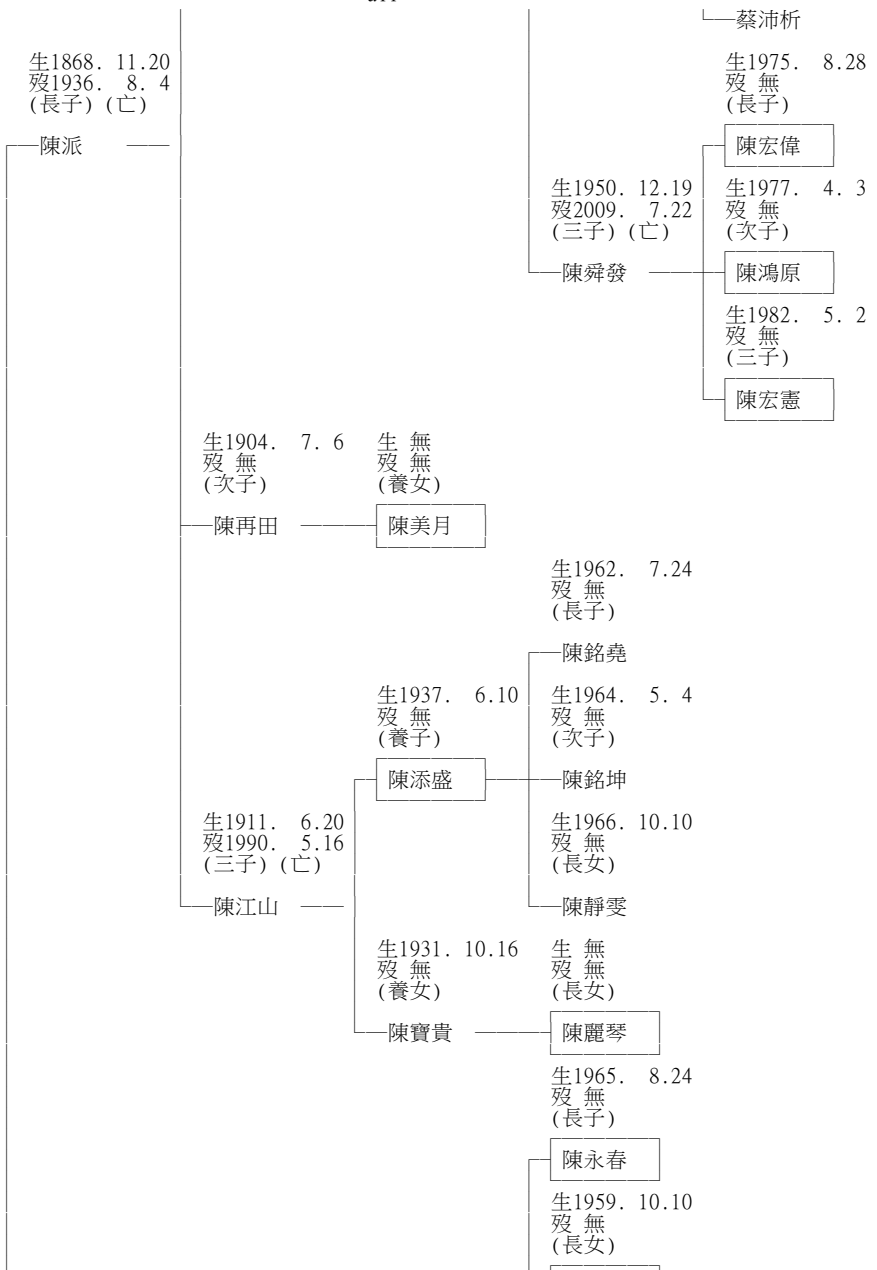 蔡沛析
生1868. 11.20
歿1936. 8. 4
(長子)(亡)
陳派
生1975. 8.28
歿 無
(長子)
陳宏偉
生1950. 12.19
歿2009. 7.22
(三子)(亡)
陳舜發
生1977. 4. 3
歿 無
(次子)
陳鴻原
生1982. 5. 2
歿 無
(三子)
陳宏憲
生1904. 7. 6
歿 無
(次子)
陳再田
生 無
歿 無
(養女)
陳美月
生1962. 7.24
歿 無
(長子)
陳銘堯
生1937. 6.10
歿 無
(養子)
陳添盛
生1964. 5. 4
歿 無
(次子)
陳銘坤
生1911. 6.20
歿1990. 5.16
(三子)(亡)
陳江山
生1966. 10.10
歿 無
(長女)
陳靜雯
生1931. 10.16
歿 無
(養女)
陳寶貴
生 無
歿 無
(長女)
陳麗琴
生1965. 8.24
歿 無
(長子)
陳永春
生1959. 10.10
歿 無
(長女)